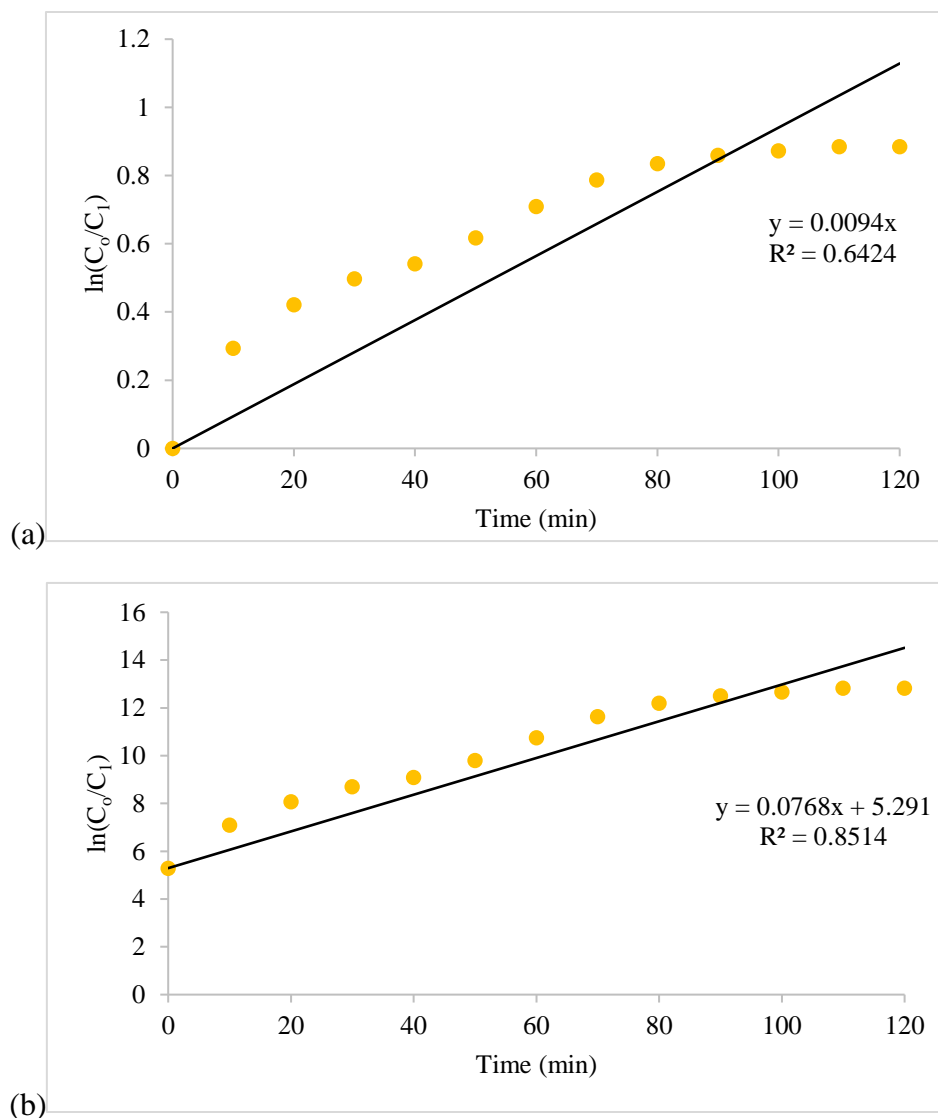 1.2
1
0.8
0.6
0.4
0.2
0
ln(Cₒ/C₁)
y = 0.0094x
R² = 0.6424
0 20 40 60 80 100 120
Time (min)
(a)
16
14
12
10
8
6
4
2
0
ln(Cₒ/C₁)
y = 0.0768x + 5.291
R² = 0.8514
0 20 40 60 80 100 120
Time (min)
(b)